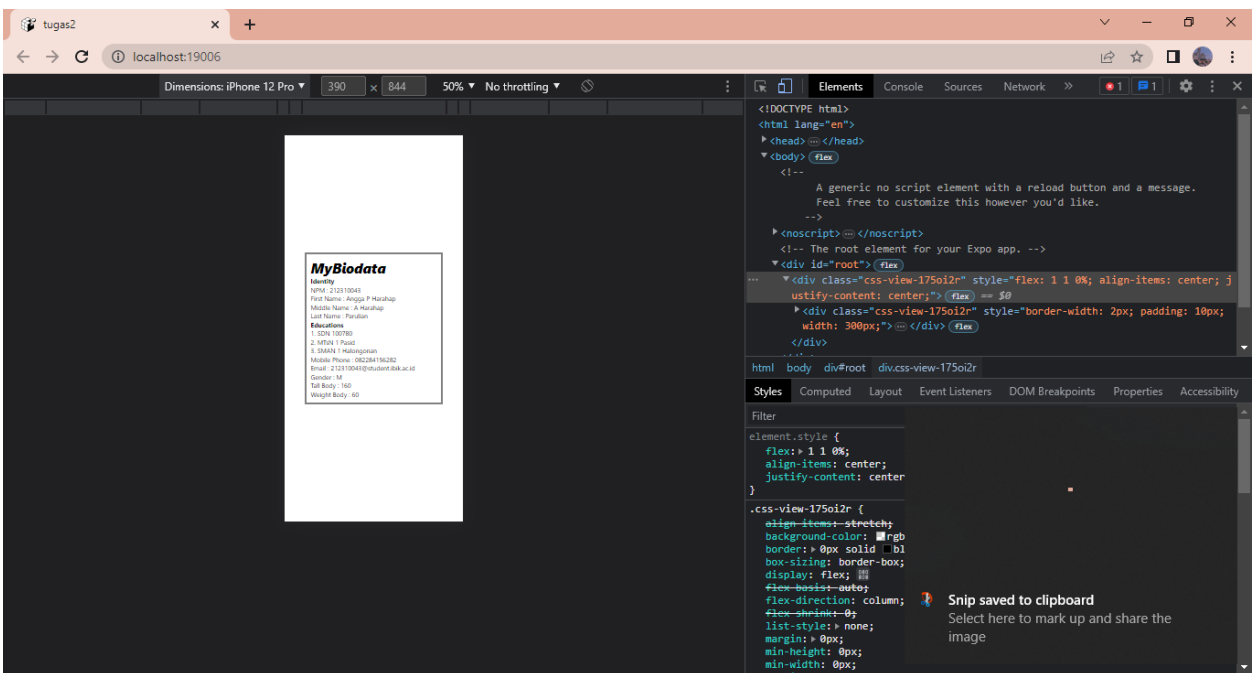 tugas2
localhost:19006
Dimensions: iPhone 12 Pro ▼ 390 × 844 50% ▼ No throttling ▼
MyBiodata
Identity
NPM : 212310043
First Name : Angga P Harahap
Middle Name : A Harahap
Last Name : Parulian
Educations
1. SDN 100780
2. MTsN 1 Pasid
3. SMAN 1 Halongonan
Mobile Phone : 082284156282
Email : 212310043@student.ibik.ac.id
Gender : M
Tall Body : 160
Weight Body : 60
Elements Console Sources Network » 1 1
<!DOCTYPE html>
<html lang="en">
<head> ⋯ </head>
<body> flex
<!--
A generic no script element with a reload button and a message.
Feel free to customize this however you'd like.
-->
<noscript> ⋯ </noscript>
<!-- The root element for your Expo app. -->
<div id="root"> flex
<div class="css-view-175oi2r" style="flex: 1 1 0%; align-items: center; j
ustify-content: center;"> flex == $0
<div class="css-view-175oi2r" style="border-width: 2px; padding: 10px;
width: 300px;"> ⋯ </div> flex
</div>
html body div#root div.css-view-175oi2r
Styles Computed Layout Event Listeners DOM Breakpoints Properties Accessibility
Filter
element.style {
flex: 1 1 0%;
align-items: center;
justify-content: center
}
.css-view-175oi2r {
align-items: stretch;
background-color: rgb
border: 0px solid bl
box-sizing: border-box;
display: flex;
flex-basis: auto;
flex-direction: column;
flex-shrink: 0;
list-style: none;
margin: 0px;
min-height: 0px;
min-width: 0px;
Snip saved to clipboard
Select here to mark up and share the
image